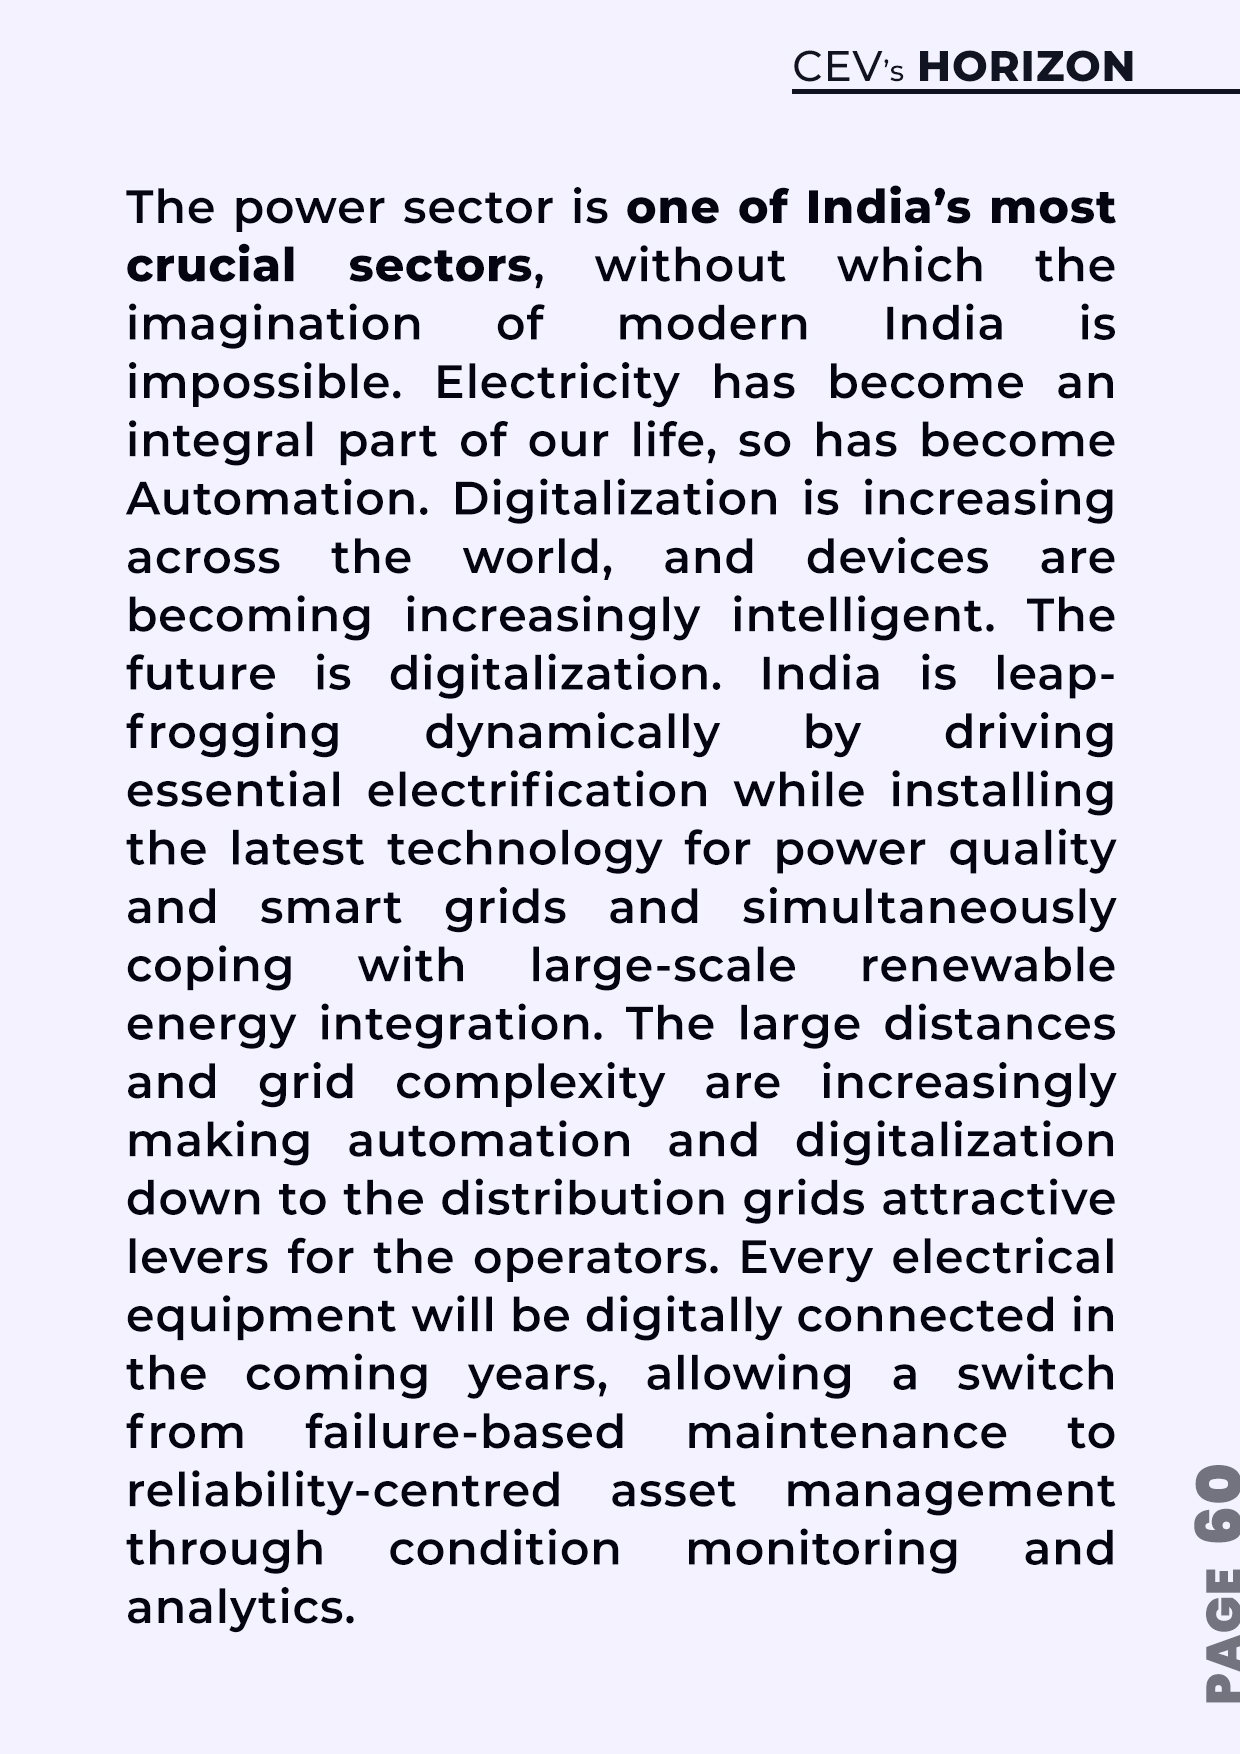 CEV's HORIZON
The power sector is one of India's most
crucial sectors, without which the
imagination of modern India is
impossible. Electricity has become an
integral part of our life, so has become
Automation. Digitalization is increasing
across the world, and devices are
becoming increasingly intelligent. The
future is digitalization. India is leap-
frogging dynamically by driving
essential electrification while installing
the latest technology for power quality
and smart grids and simultaneously
coping with large-scale renewable
energy integration. The large distances
and grid complexity are increasingly
making automation and digitalization
down to the distribution grids attractive
levers for the operators. Every electrical
equipment will be digitally connected in
the coming years, allowing a switch
from failure-based maintenance to
reliability-centred asset management
through condition monitoring and
analytics.
PAGE 60